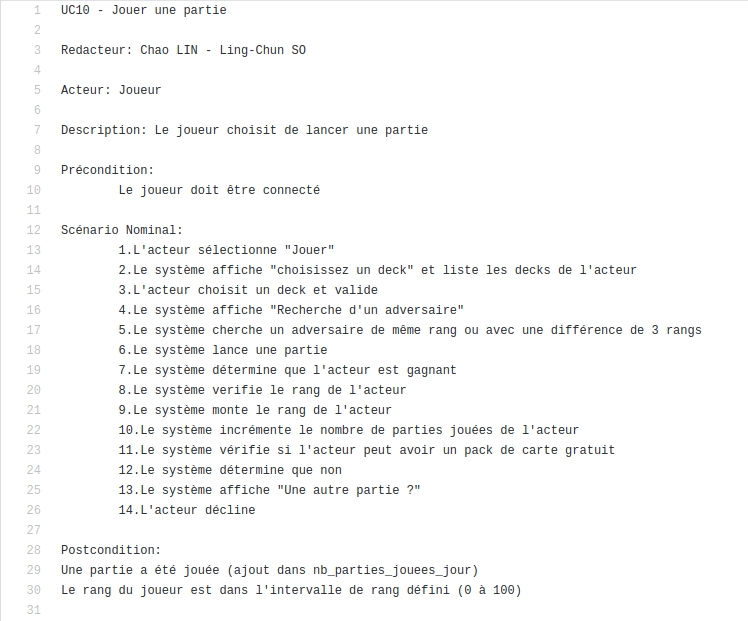 1 UC10 - Jouer une partie
2
3 Redacteur: Chao LIN - Ling-Chun SO
4
5 Acteur: Joueur
6
7 Description: Le joueur choisit de lancer une partie
8
9 Précondition:
10 Le joueur doit être connecté
11
12 Scénario Nominal:
13 1.L'acteur sélectionne "Jouer"
14 2.Le système affiche "choisissez un deck" et liste les decks de l'acteur
15 3.L'acteur choisit un deck et valide
16 4.Le système affiche "Recherche d'un adversaire"
17 5.Le système cherche un adversaire de même rang ou avec une différence de 3 rangs
18 6.Le système lance une partie
19 7.Le système détermine que l'acteur est gagnant
20 8.Le système verifie le rang de l'acteur
21 9.Le système monte le rang de l'acteur
22 10.Le système incrémente le nombre de parties jouées de l'acteur
23 11.Le système vérifie si l'acteur peut avoir un pack de carte gratuit
24 12.Le système détermine que non
25 13.Le système affiche "Une autre partie ?"
26 14.L'acteur décline
27
28 Postcondition:
29 Une partie a été jouée (ajout dans nb_parties_jouees_jour)
30 Le rang du joueur est dans l'intervalle de rang défini (0 à 100)
31